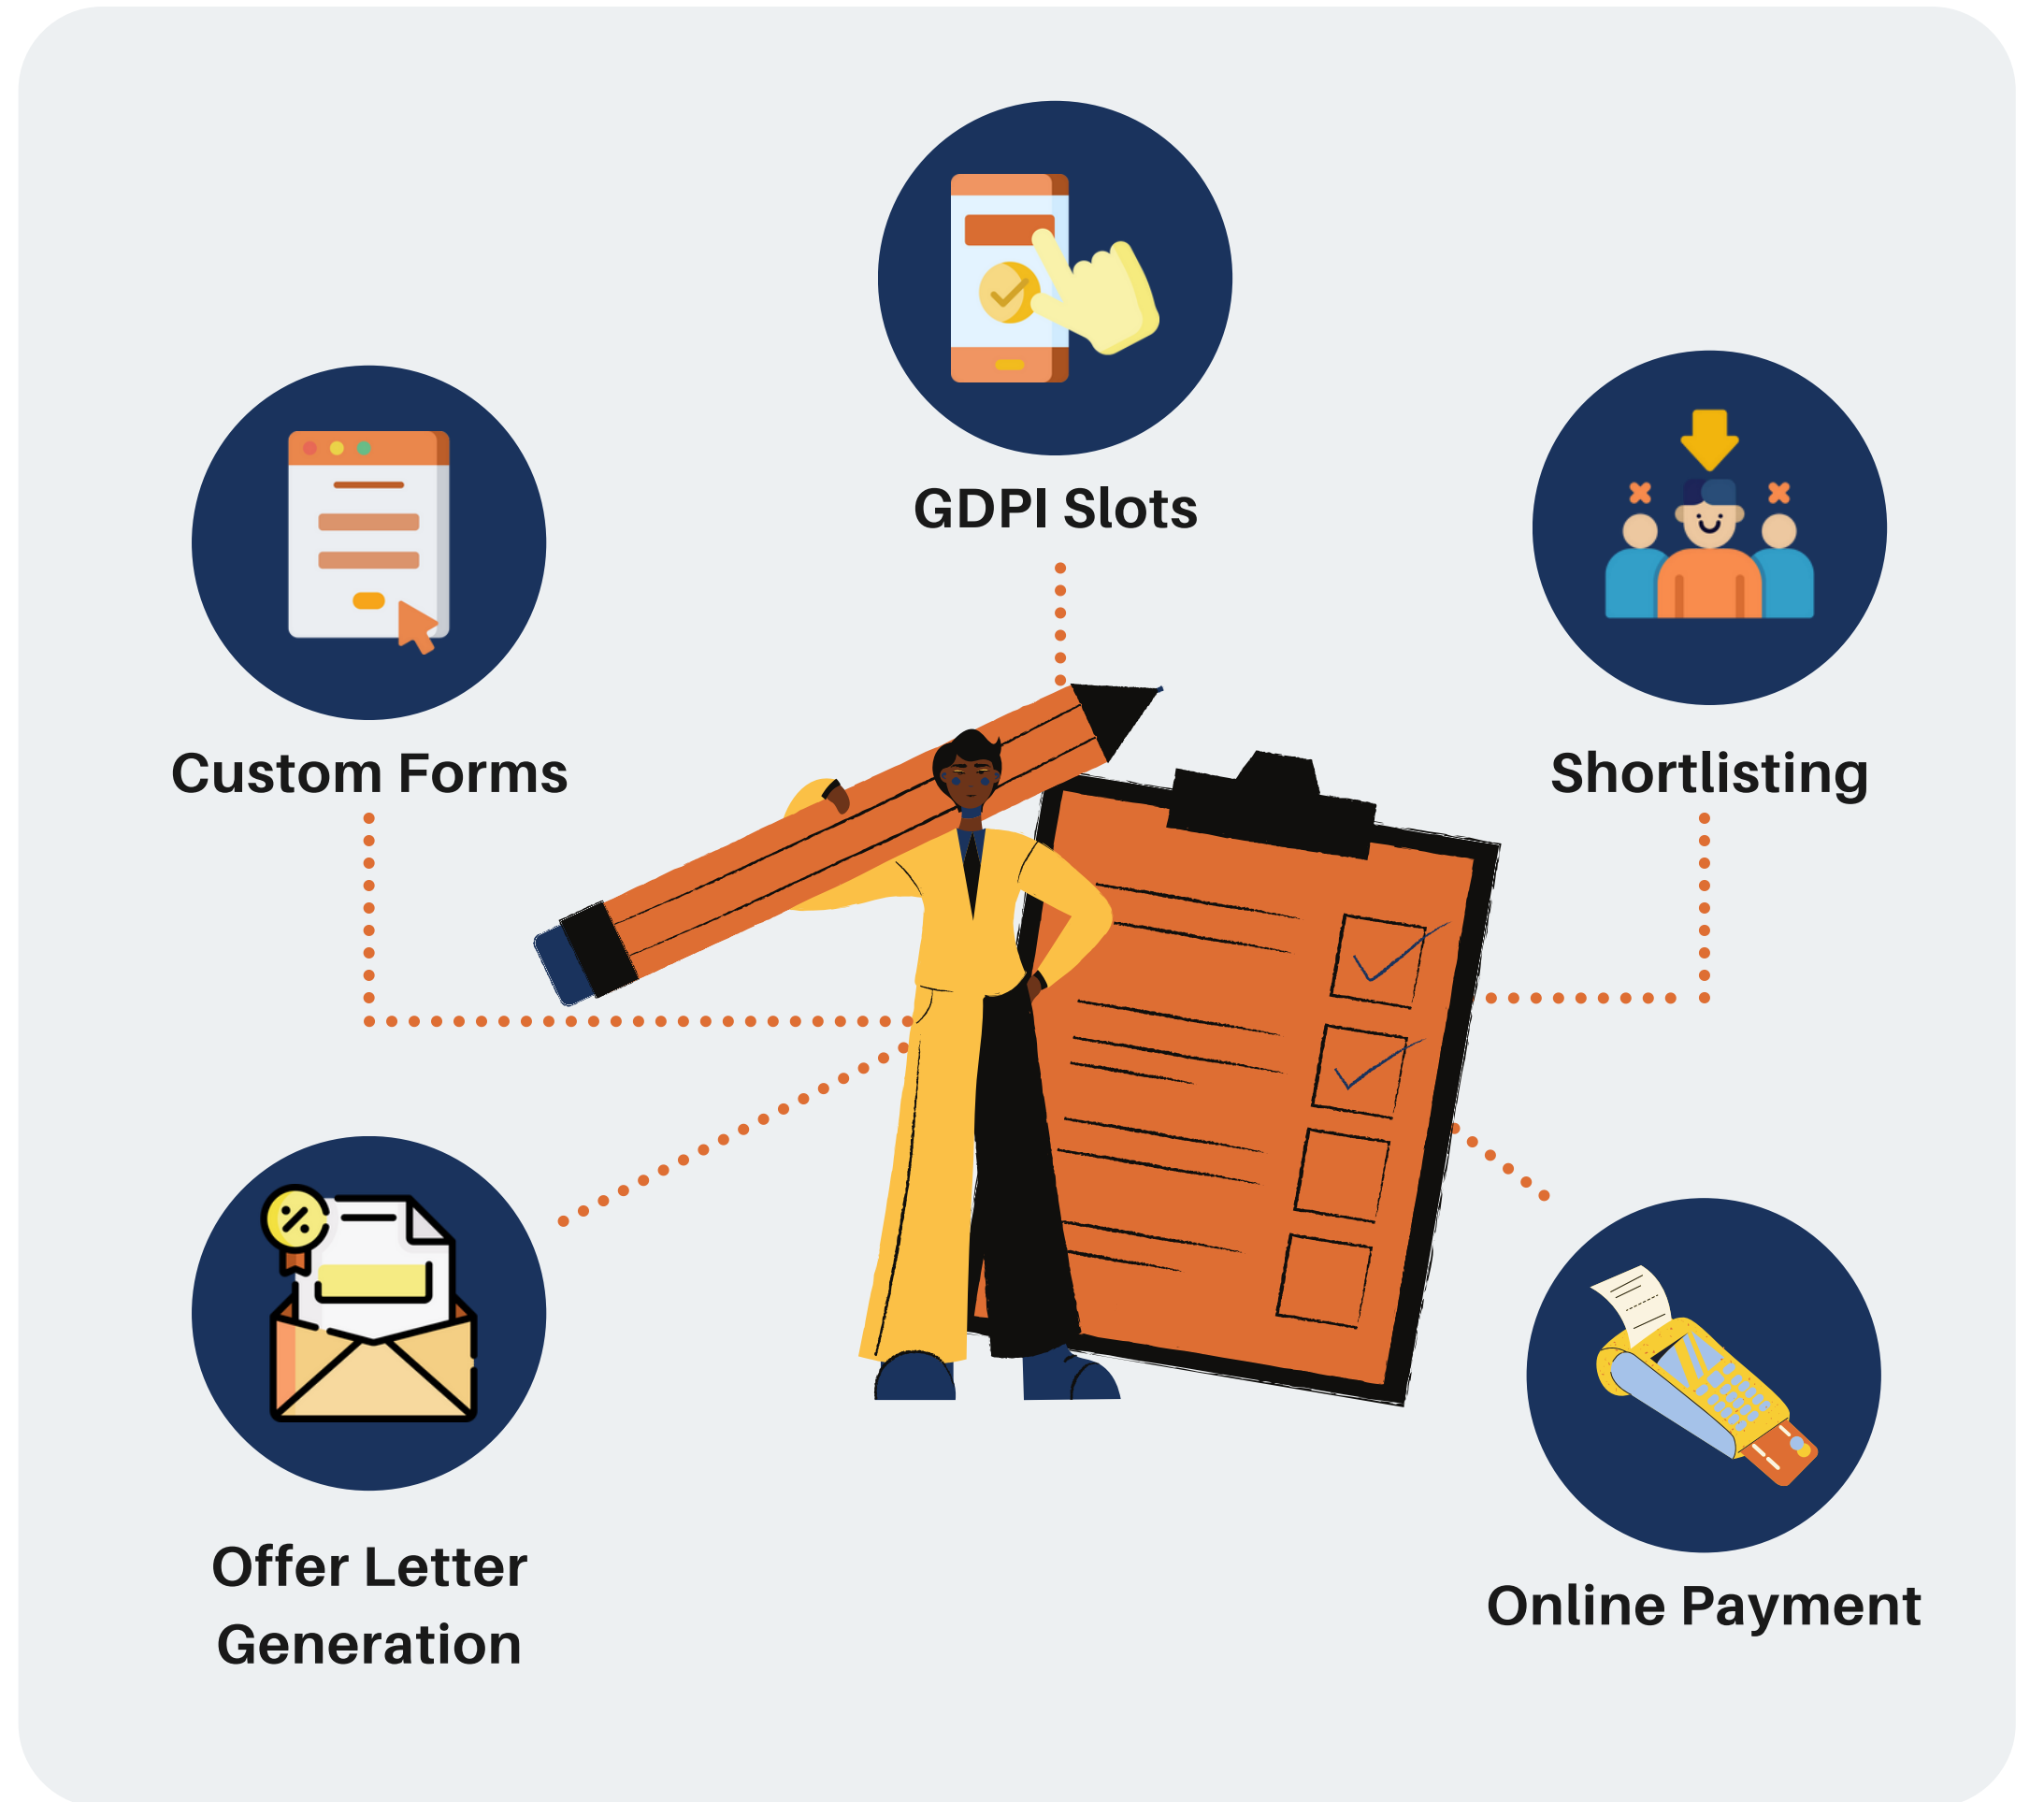 GDPI Slots
Custom Forms
Shortlisting
Offer Letter
Generation
Online Payment